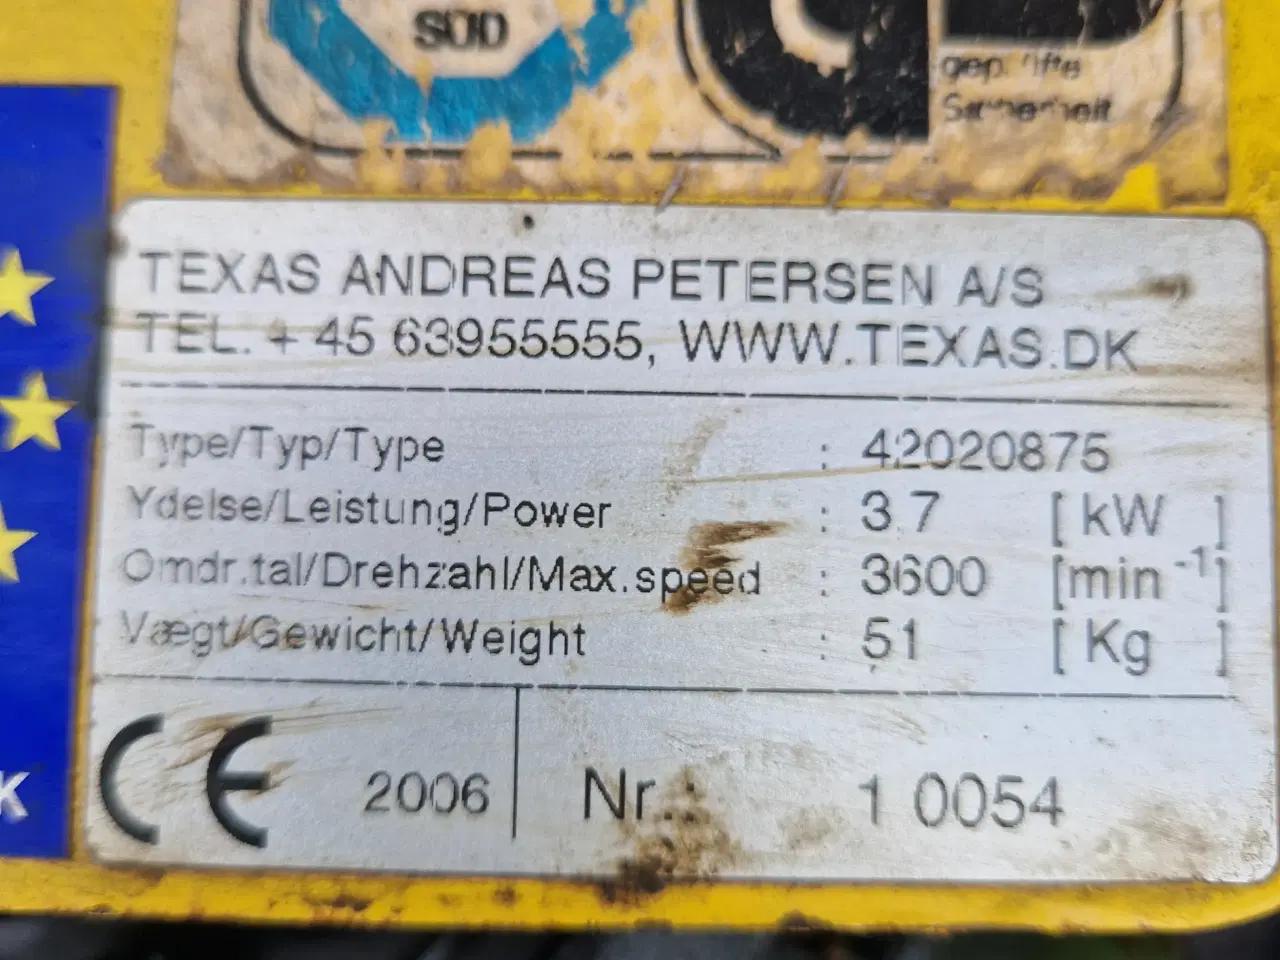 SÜD
geprüfte
Sicherheit
TEXAS ANDREAS PETERSEN A/S
TEL. + 45 63955555, WWW.TEXAS.DK
Type/Typ/Type : 42020875
Ydelse/Leistung/Power : 3.7 [ kW ]
Omdr.tal/Drehzahl/Max.speed : 3600 [min -1]
Vægt/Gewicht/Weight : 51 [ Kg ]
CE 2006 Nr.: 1 0054
K